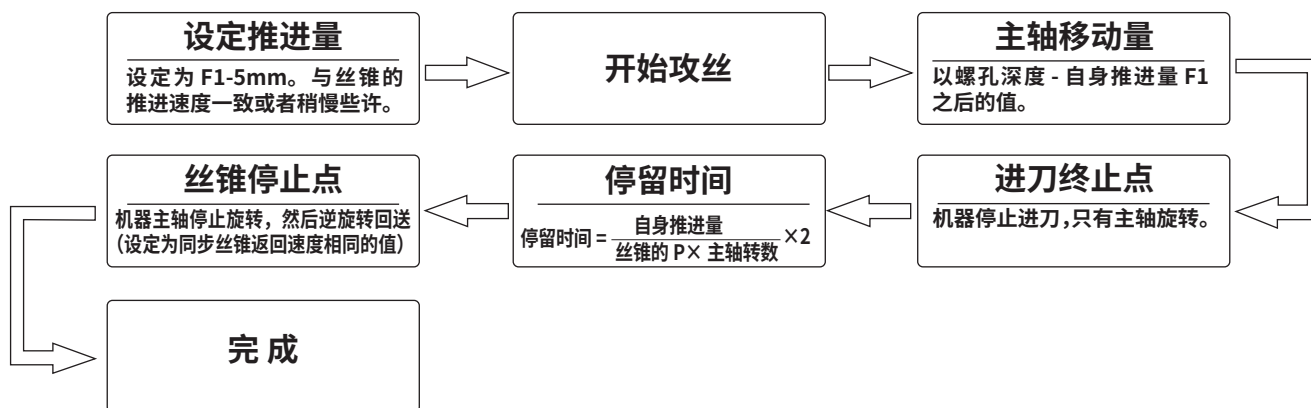 设定推进量
设定为 F1-5mm。与丝锥的
推进速度一致或者稍慢些许。
开始攻丝
主轴移动量
以螺孔深度 - 自身推进量 F1
之后的值。
进刀终止点
机器停止进刀,只有主轴旋转。
停留时间
停留时间 = 自身推进量 / 丝锥的 P× 主轴转数 ×2
丝锥停止点
机器主轴停止旋转，然后逆旋转回送
（设定为同步丝锥返回速度相同的值）
完 成